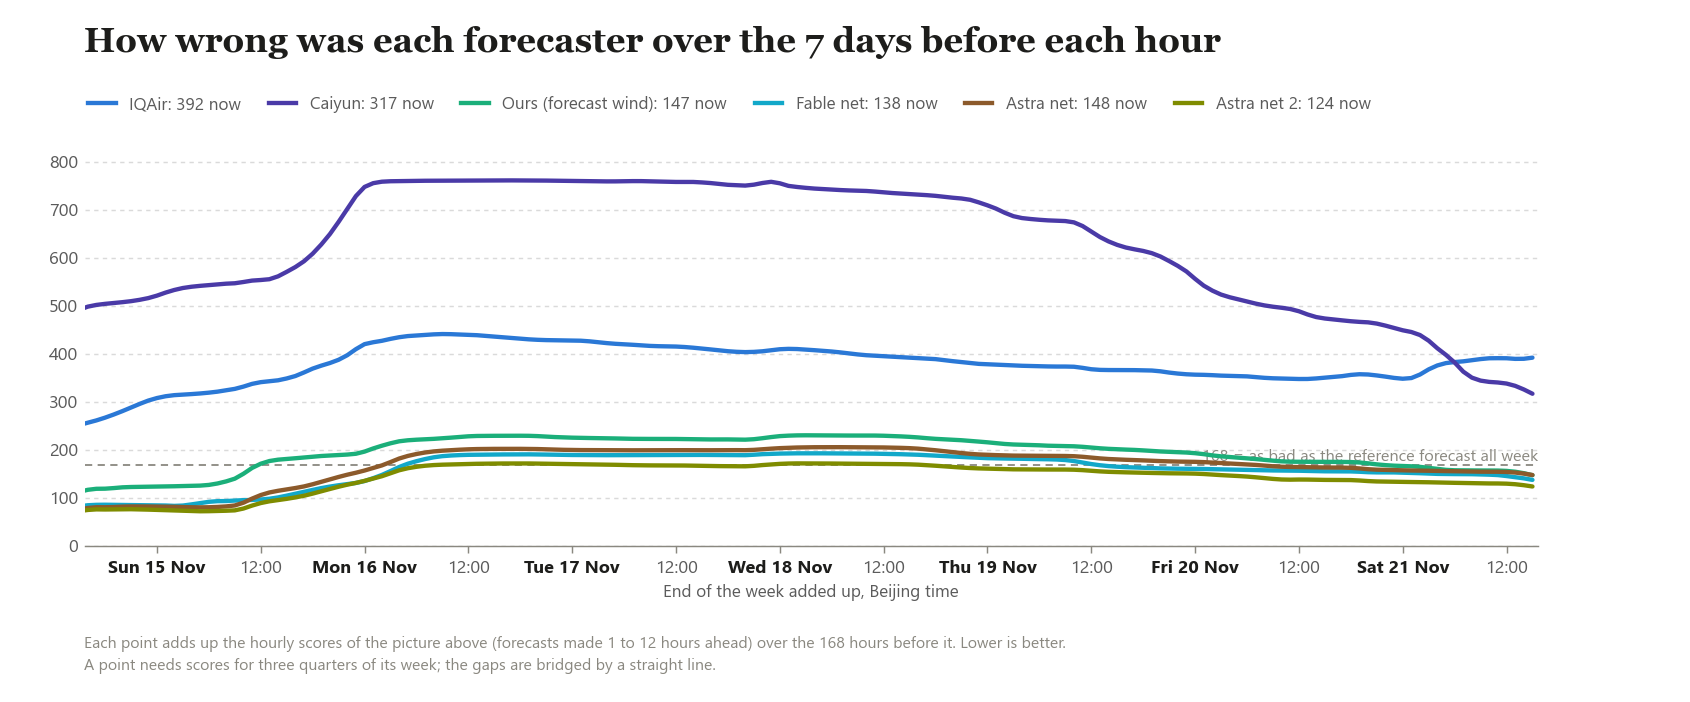 How wrong was each forecaster over the 7 days before each hour
IQAir: 392 now Caiyun: 317 now Ours (forecast wind): 147 now Fable net: 138 now Astra net: 148 now Astra net 2: 124 now
800
700
600
500
400
300
200
168 = as bad as the reference forecast all week
100
0
Sun 15 Nov 12:00 Mon 16 Nov 12:00 Tue 17 Nov 12:00 Wed 18 Nov 12:00 Thu 19 Nov 12:00 Fri 20 Nov 12:00 Sat 21 Nov 12:00
End of the week added up, Beijing time
Each point adds up the hourly scores of the picture above (forecasts made 1 to 12 hours ahead) over the 168 hours before it. Lower is better.
A point needs scores for three quarters of its week; the gaps are bridged by a straight line.